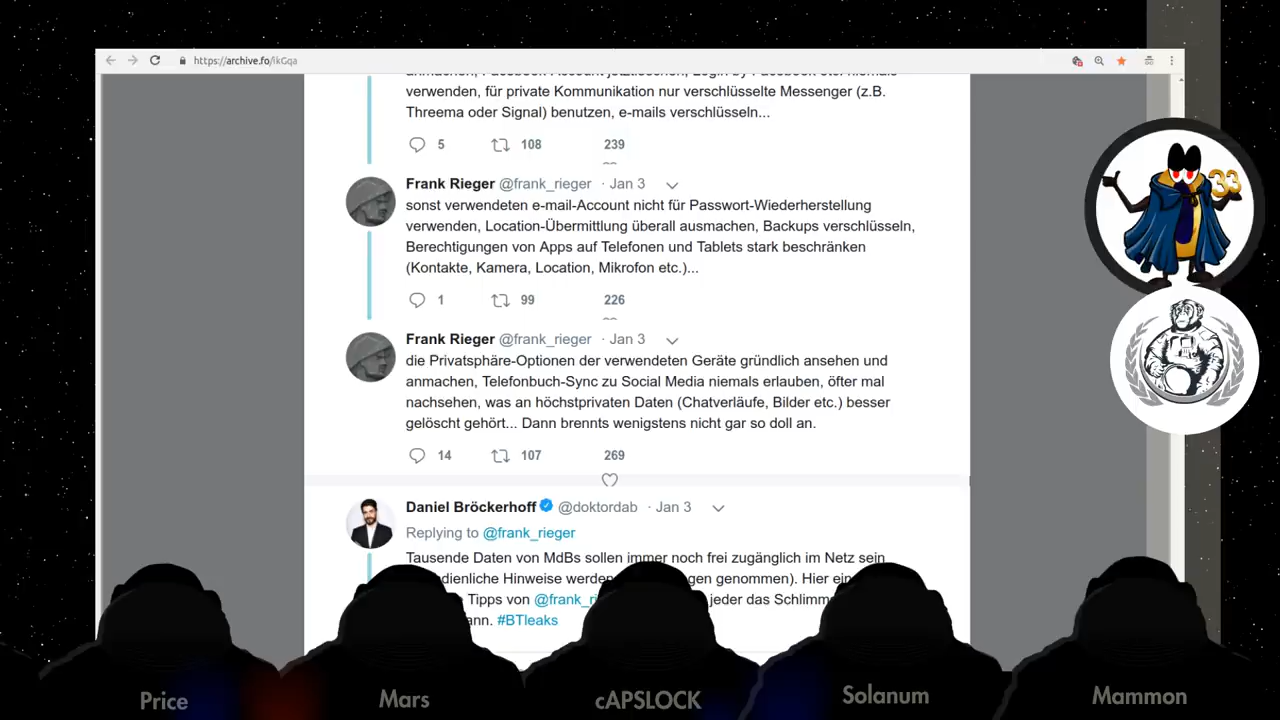 https://archive.fo/lkGqa
verwenden, für private Kommunikation nur verschlüsselte Messenger (z.B.
Threema oder Signal) benutzen, e-mails verschlüsseln...
5 108 239
Frank Rieger @frank_rieger · Jan 3
sonst verwendeten e-mail-Account nicht für Passwort-Wiederherstellung
verwenden, Location-Übermittlung überall ausmachen, Backups verschlüsseln,
Berechtigungen von Apps auf Telefonen und Tablets stark beschränken
(Kontakte, Kamera, Location, Mikrofon etc.)...
1 99 226
Frank Rieger @frank_rieger · Jan 3
die Privatsphäre-Optionen der verwendeten Geräte gründlich ansehen und
anmachen, Telefonbuch-Sync zu Social Media niemals erlauben, öfter mal
nachsehen, was an höchstprivaten Daten (Chatverläufe, Bilder etc.) besser
gelöscht gehört... Dann brennts wenigstens nicht gar so doll an.
14 107 269
Daniel Bröckerhoff @doktordab · Jan 3
Replying to @frank_rieger
Tausende Daten von MdBs sollen immer noch frei zugänglich im Netz sein
Hinweise
Tipps von jeder das
#BTleaks
33
Price Mars cAPSLOCK Solanum Mammon